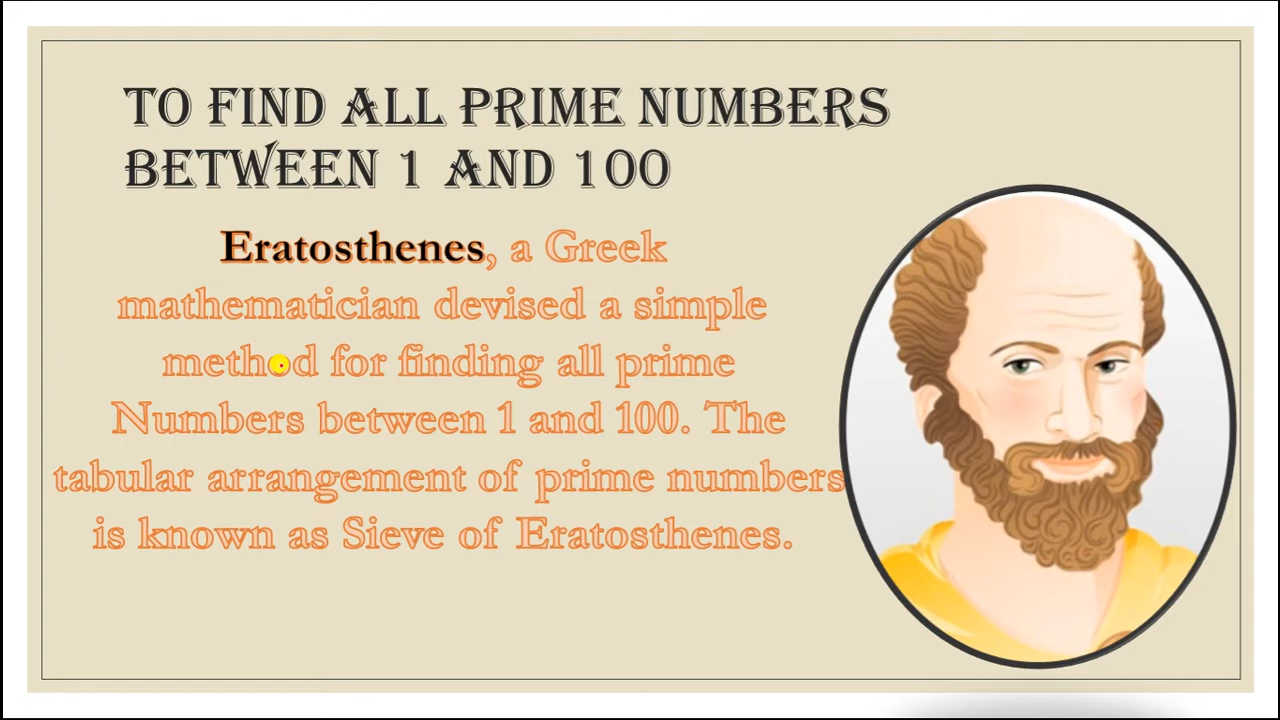 TO FIND ALL PRIME NUMBERS
BETWEEN 1 AND 100
Eratosthenes, a Greek
mathematician devised a simple
method for finding all prime
Numbers between 1 and 100. The
tabular arrangement of prime numbers
is known as Sieve of Eratosthenes.